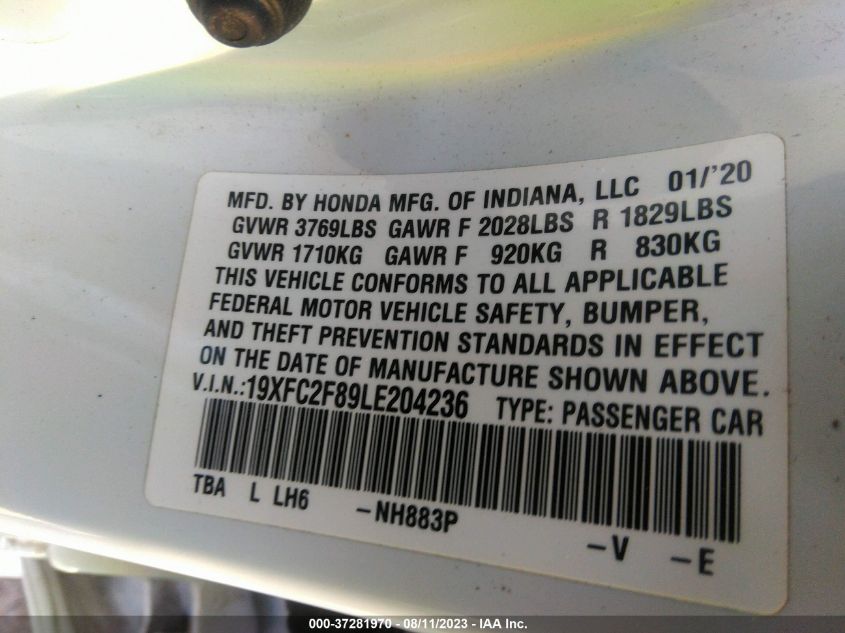 MFD. BY HONDA MFG. OF INDIANA, LLC 01/'20
GVWR 3769LBS GAWR F 2028LBS R 1829LBS
GVWR 1710KG GAWR F 920KG R 830KG
THIS VEHICLE CONFORMS TO ALL APPLICABLE
FEDERAL MOTOR VEHICLE SAFETY, BUMPER,
AND THEFT PREVENTION STANDARDS IN EFFECT
ON THE DATE OF MANUFACTURE SHOWN ABOVE.
V.I.N.:19XFC2F89LE204236 TYPE: PASSENGER CAR
TBA L LH6 -NH883P -V -E
000-37281970 - 08/11/2023 - IAAI.com